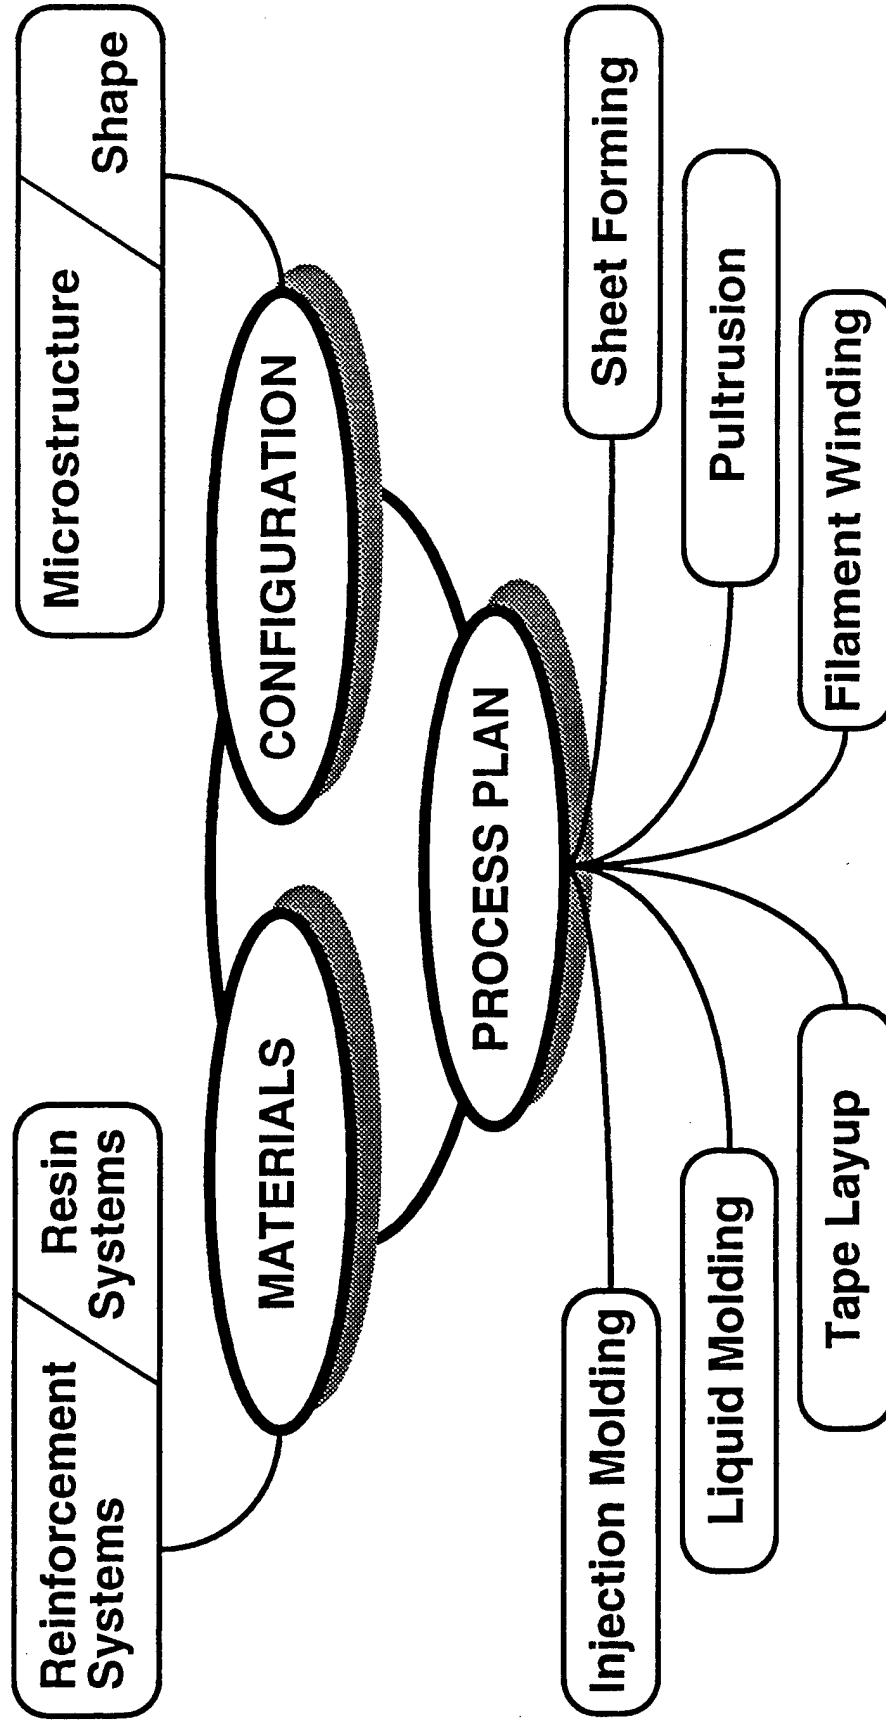 Reinforcement
Systems
Resin
Systems
Microstructure
Shape
MATERIALS
CONFIGURATION
PROCESS PLAN
Injection Molding
Sheet Forming
Liquid Molding
Pultrusion
Tape Layup
Filament Winding